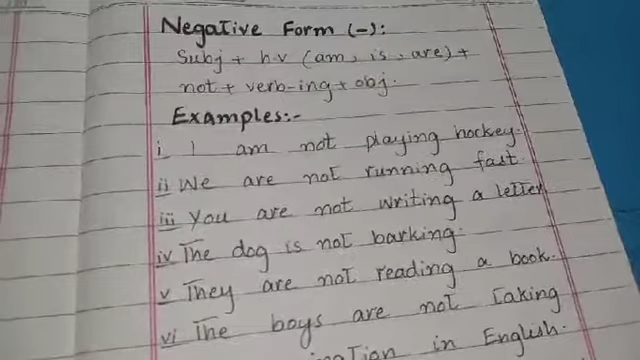 Negative Form (-):
Subj + h.v (am, is, are) +
not + verb-ing + obj.
Examples:-
i I am not playing hockey.
ii We are not running fast.
iii You are not writing a letter
iv The dog is not barking.
v They are not reading a book.
vi The boys are not taking
in English.